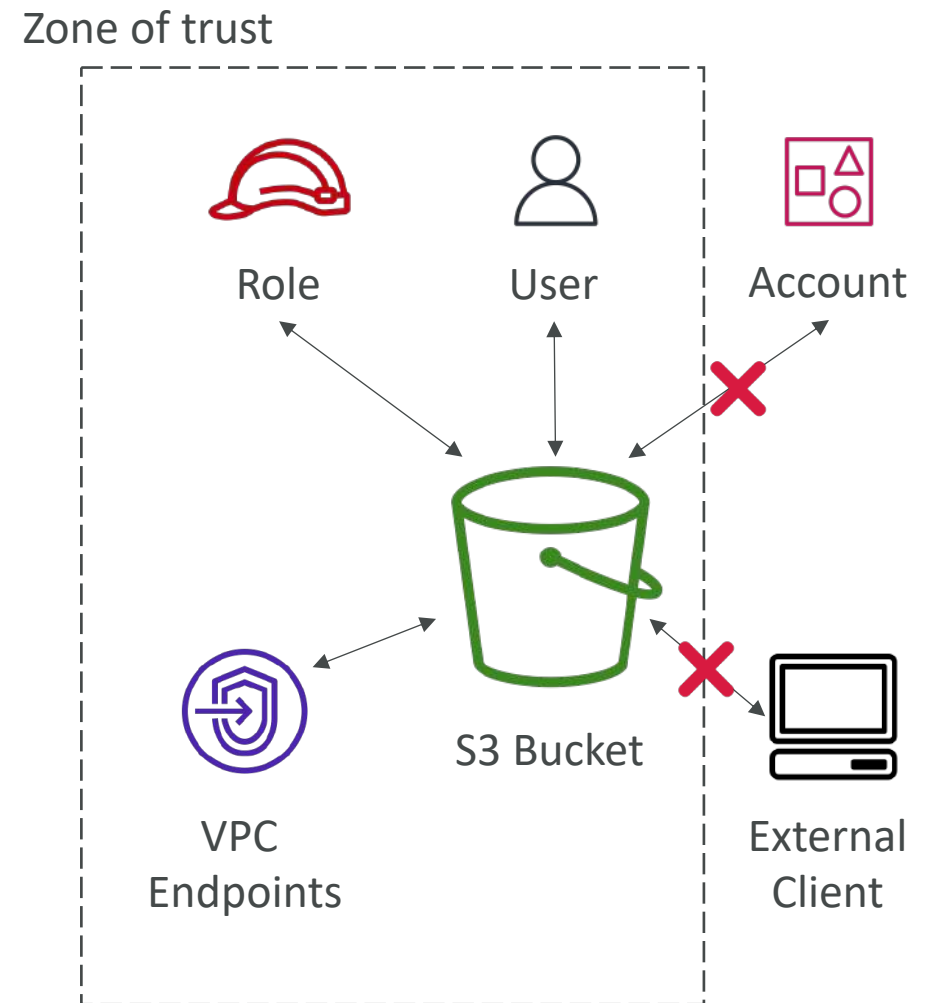 Zone of trust
Role
User
Account
S3 Bucket
VPC
Endpoints
External
Client